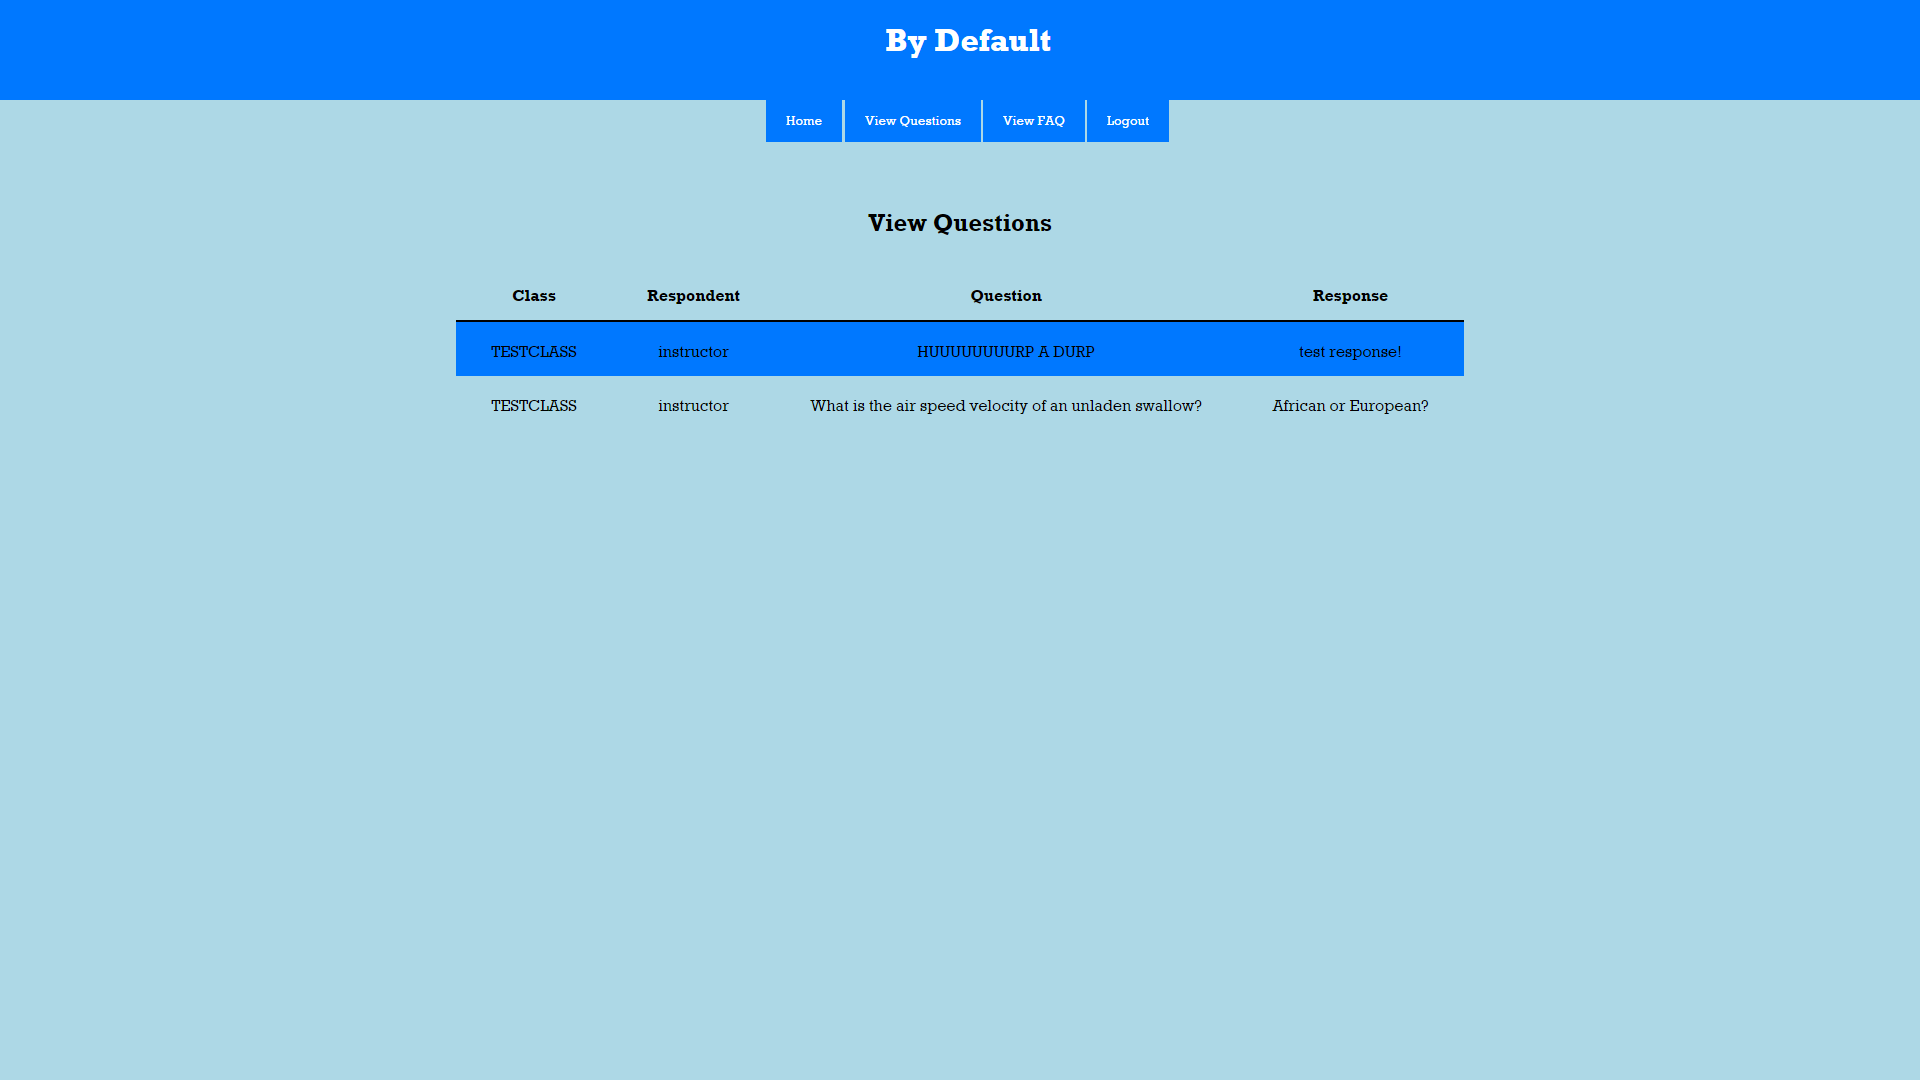 By Default
Home View Questions View FAQ Logout
View Questions
Class Respondent Question Response
TESTCLASS instructor HUUUUUUUURP A DURP test response!
TESTCLASS instructor What is the air speed velocity of an unladen swallow? African or European?